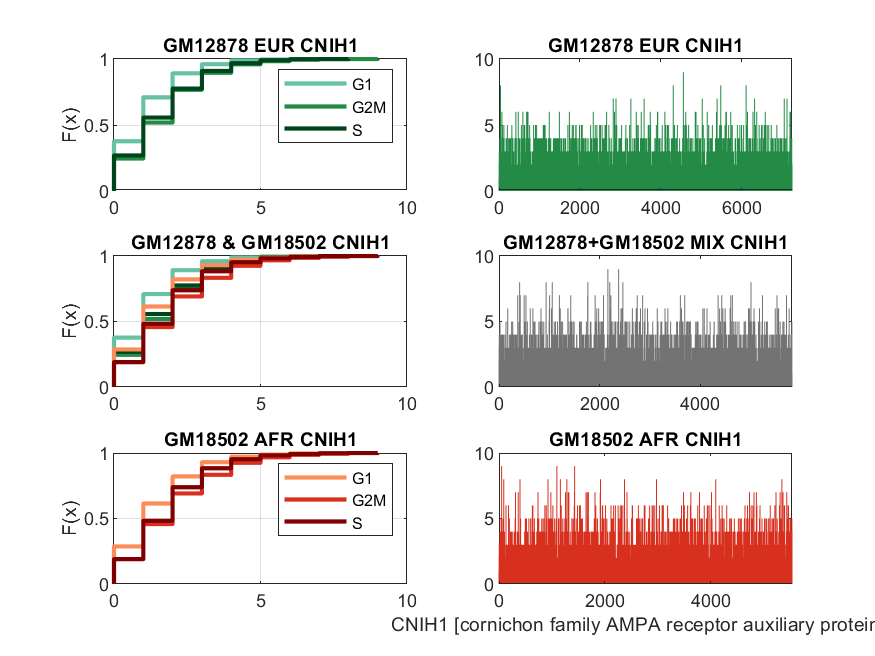 GM12878 EUR CNIH1
GM12878 EUR CNIH1
1
0.5
0
F(x)
0 5 10
G1
G2M
S
10
5
0
0 2000 4000 6000
GM12878 & GM18502 CNIH1
GM12878+GM18502 MIX CNIH1
1
0.5
0
F(x)
0 5 10
10
5
0
0 2000 4000
GM18502 AFR CNIH1
GM18502 AFR CNIH1
1
0.5
0
F(x)
0 5 10
G1
G2M
S
10
5
0
0 2000 4000
CNIH1 [cornichon family AMPA receptor auxiliary protein